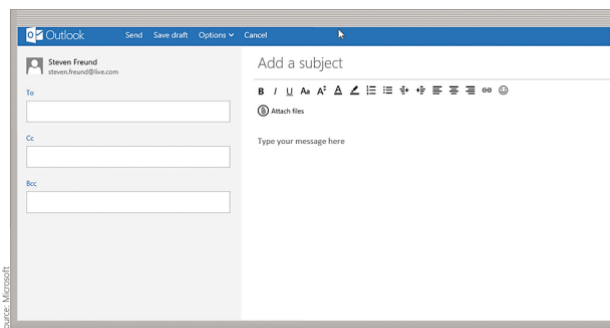 Outlook Send Save draft Options Cancel
Steven Freund
steven.freund@live.com
To
Cc
Bcc
Add a subject
B I U Aa A A
Attach files
Type your message here
Source: Microsoft